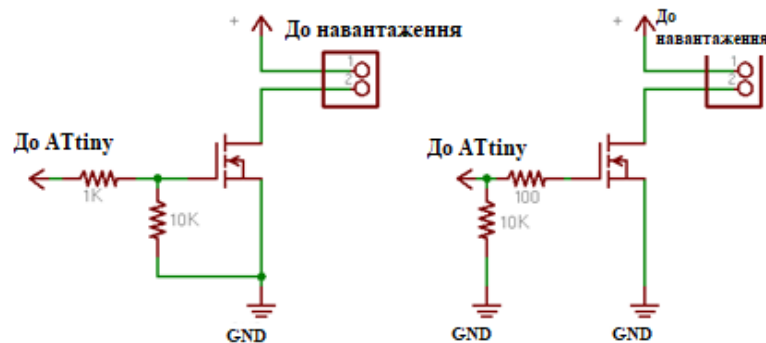 +
До навантаження
1
2
До ATtiny
1K
10K
GND
+
До
навантаження
1
2
До ATtiny
100
10K
GND
GND